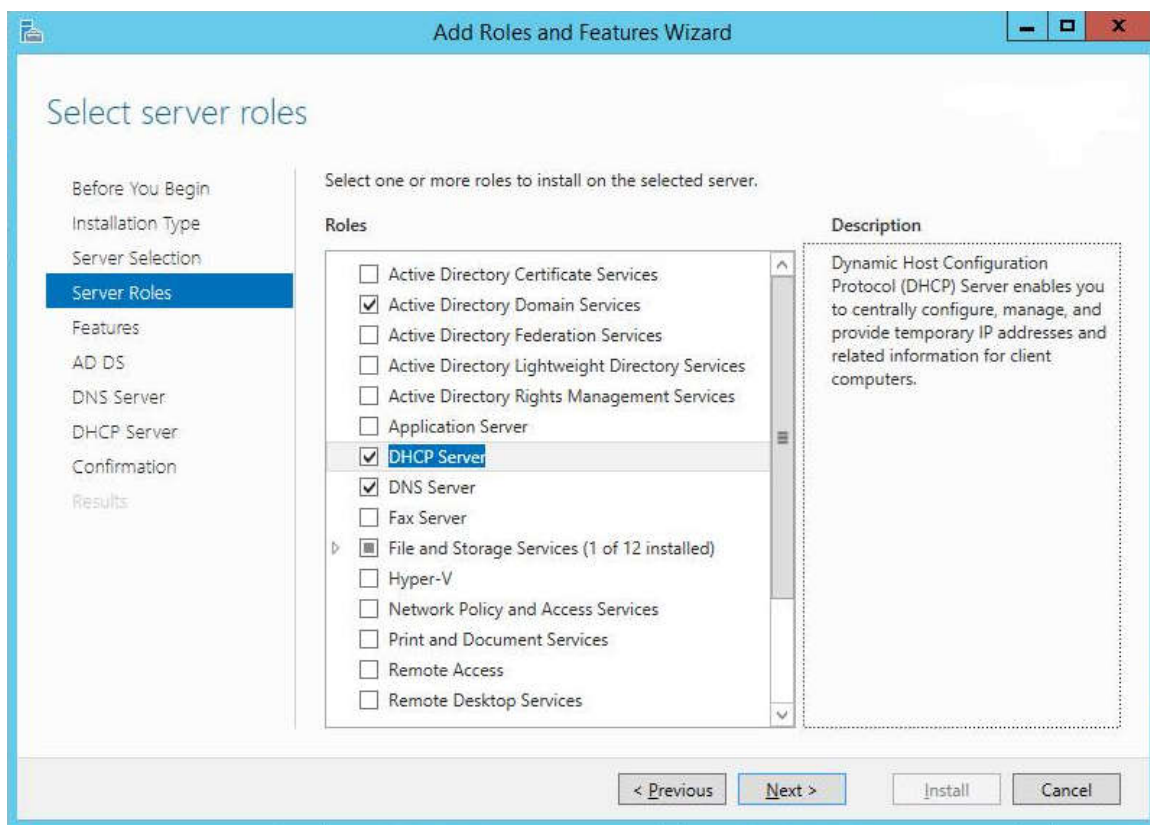 Add Roles and Features Wizard
Select server roles
Before You Begin
Installation Type
Server Selection
Server Roles
Features
AD DS
DNS Server
DHCP Server
Confirmation
Results
Select one or more roles to install on the selected server.
Roles
Active Directory Certificate Services
Active Directory Domain Services
Active Directory Federation Services
Active Directory Lightweight Directory Services
Active Directory Rights Management Services
Application Server
DHCP Server
DNS Server
Fax Server
File and Storage Services (1 of 12 installed)
Hyper-V
Network Policy and Access Services
Print and Document Services
Remote Access
Remote Desktop Services
Description
Dynamic Host Configuration
Protocol (DHCP) Server enables you
to centrally configure, manage, and
provide temporary IP addresses and
related information for client
computers.
< Previous
Next >
Install
Cancel